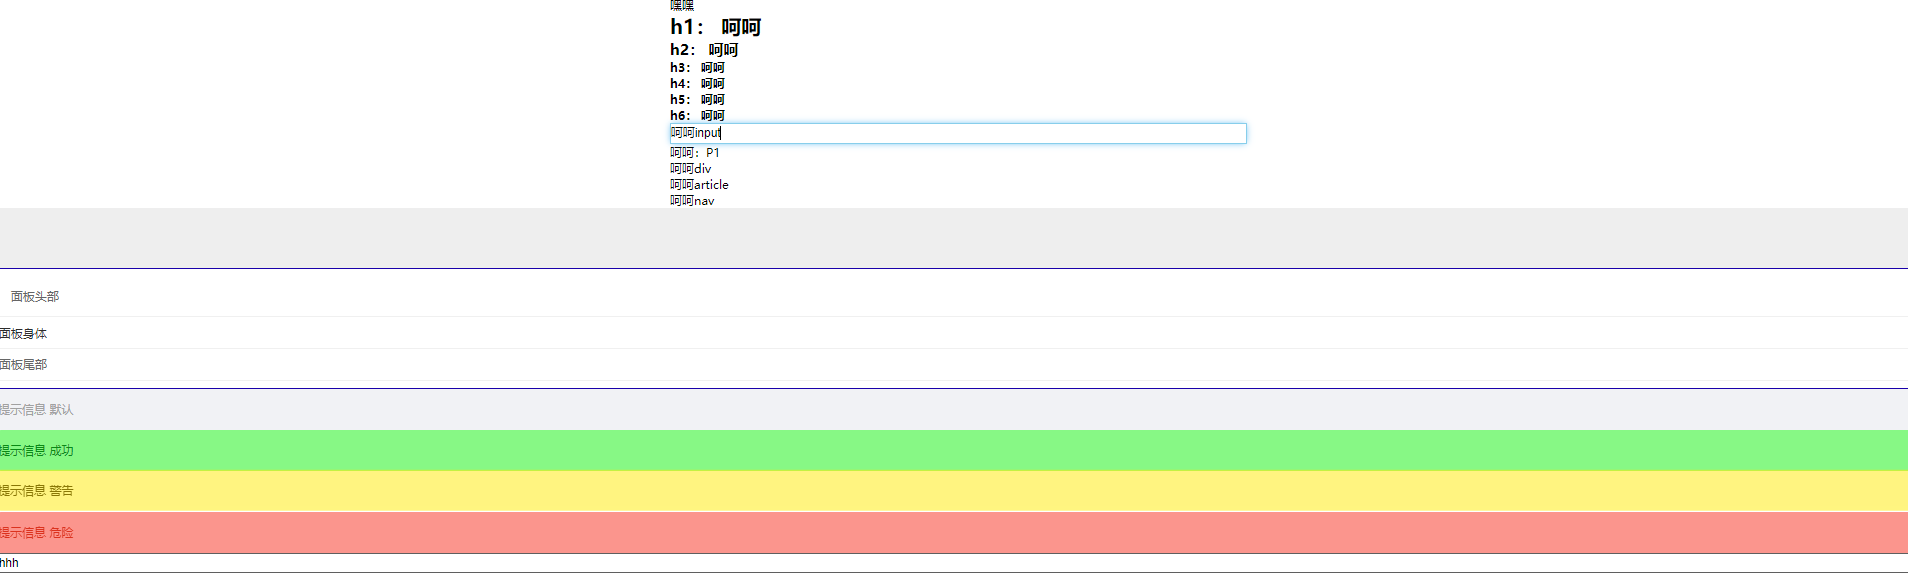 嘿嘿
h1： 呵呵
h2： 呵呵
h3： 呵呵
h4： 呵呵
h5： 呵呵
h6： 呵呵
呵呵input
呵呵：P1
呵呵div
呵呵article
呵呵nav
面板头部
面板身体
面板尾部
提示信息 默认
提示信息 成功
提示信息 警告
提示信息 危险
hhh